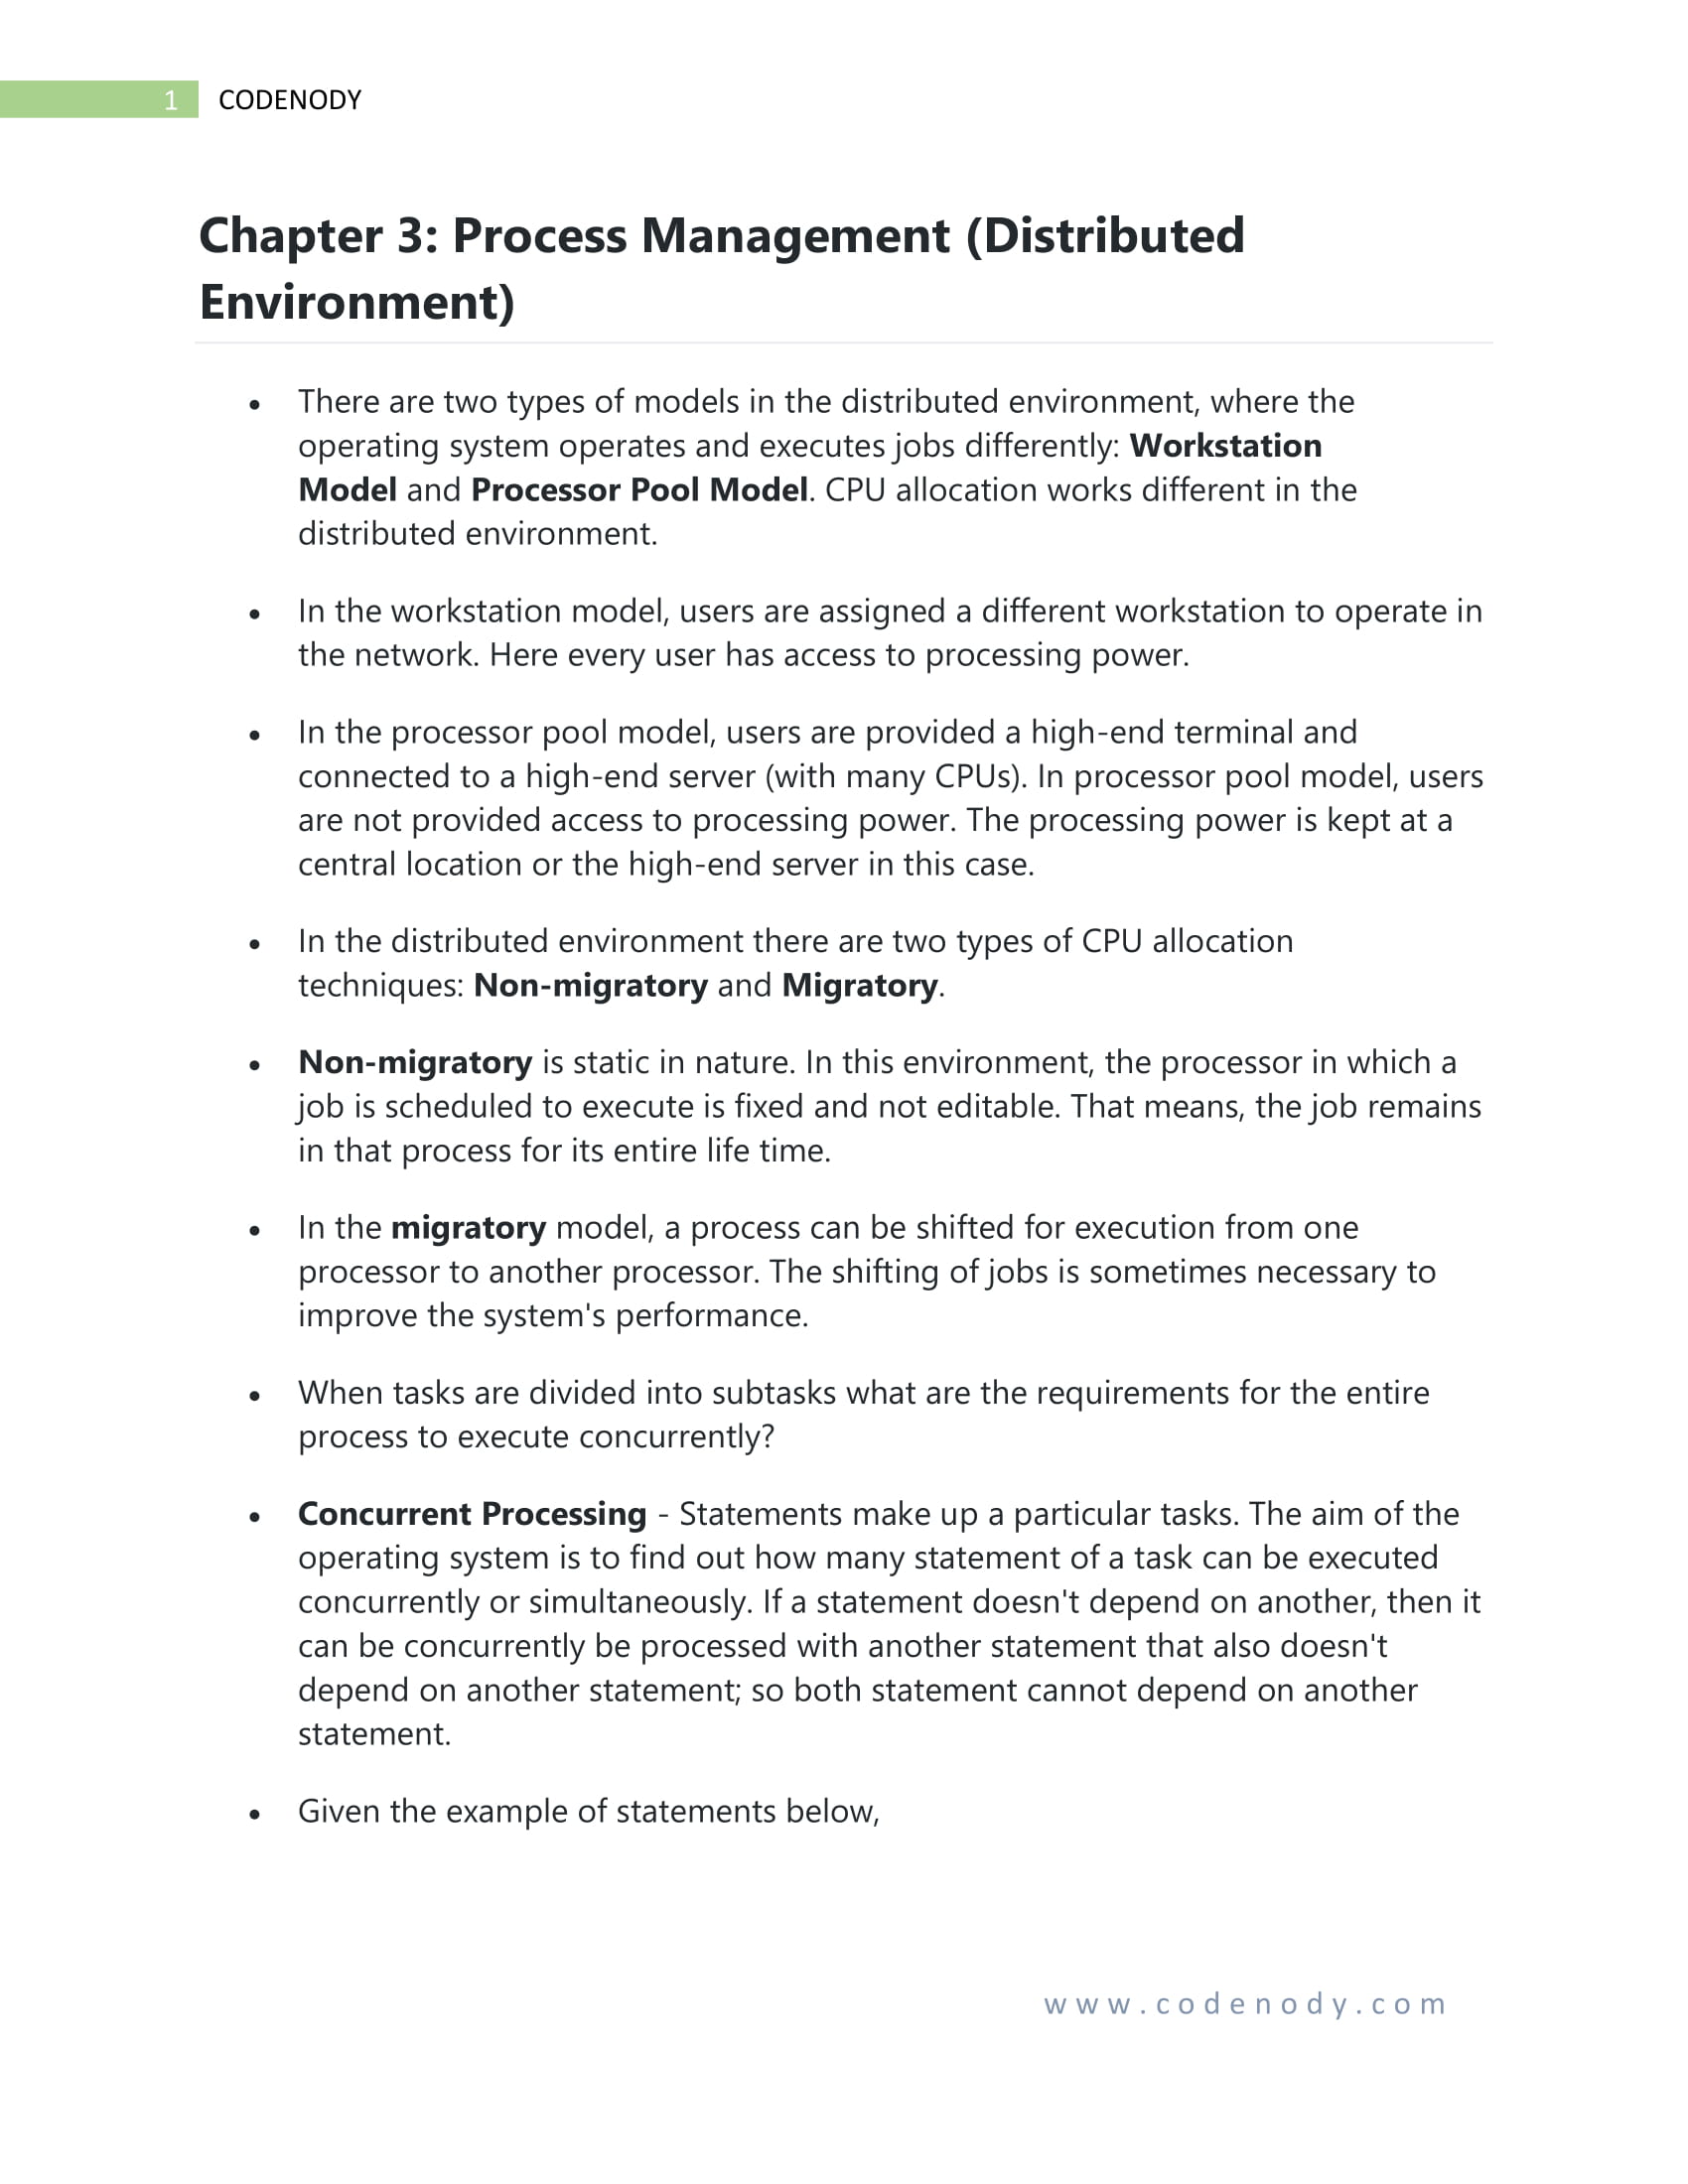 1 CODENODY
Chapter 3: Process Management (Distributed
Environment)
• There are two types of models in the distributed environment, where the
operating system operates and executes jobs differently: Workstation
Model and Processor Pool Model. CPU allocation works different in the
distributed environment.
• In the workstation model, users are assigned a different workstation to operate in
the network. Here every user has access to processing power.
• In the processor pool model, users are provided a high-end terminal and
connected to a high-end server (with many CPUs). In processor pool model, users
are not provided access to processing power. The processing power is kept at a
central location or the high-end server in this case.
• In the distributed environment there are two types of CPU allocation
techniques: Non-migratory and Migratory.
• Non-migratory is static in nature. In this environment, the processor in which a
job is scheduled to execute is fixed and not editable. That means, the job remains
in that process for its entire life time.
• In the migratory model, a process can be shifted for execution from one
processor to another processor. The shifting of jobs is sometimes necessary to
improve the system's performance.
• When tasks are divided into subtasks what are the requirements for the entire
process to execute concurrently?
• Concurrent Processing - Statements make up a particular tasks. The aim of the
operating system is to find out how many statement of a task can be executed
concurrently or simultaneously. If a statement doesn't depend on another, then it
can be concurrently be processed with another statement that also doesn't
depend on another statement; so both statement cannot depend on another
statement.
• Given the example of statements below,
www.codenody.com